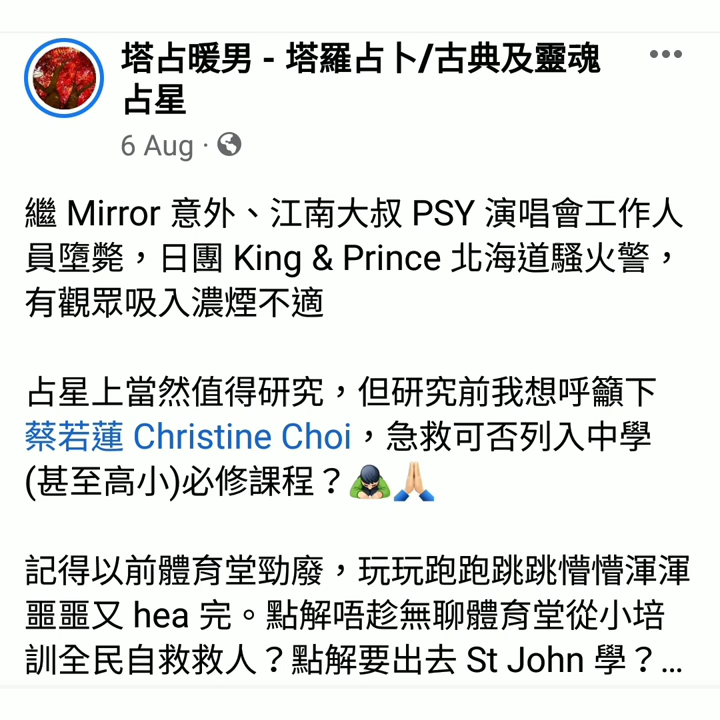 塔占暖男 - 塔羅占卜/古典及靈魂
占星
6 Aug ·
繼 Mirror 意外、江南大叔 PSY 演唱會工作人
員墮斃，日團 King & Prince 北海道騷火警，
有觀眾吸入濃煙不適
占星上當然值得研究，但研究前我想呼籲下
蔡若蓮 Christine Choi，急救可否列入中學
(甚至高小)必修課程？🙇🙏
記得以前體育堂勁廢，玩玩跑跑跳跳懵懵渾渾
噩噩又 hea 完。點解唔趁無聊體育堂從小培
訓全民自救救人？點解要出去 St John 學？...